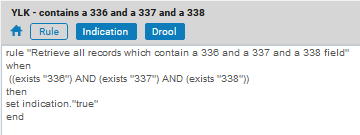 YLK - contains a 336 and a 337 and a 338
Rule Indication Drool
rule "Retrieve all records which contain a 336 and a 337 and a 338 field"
when
((exists "336") AND (exists "337") AND (exists "338"))
then
set indication."true"
end